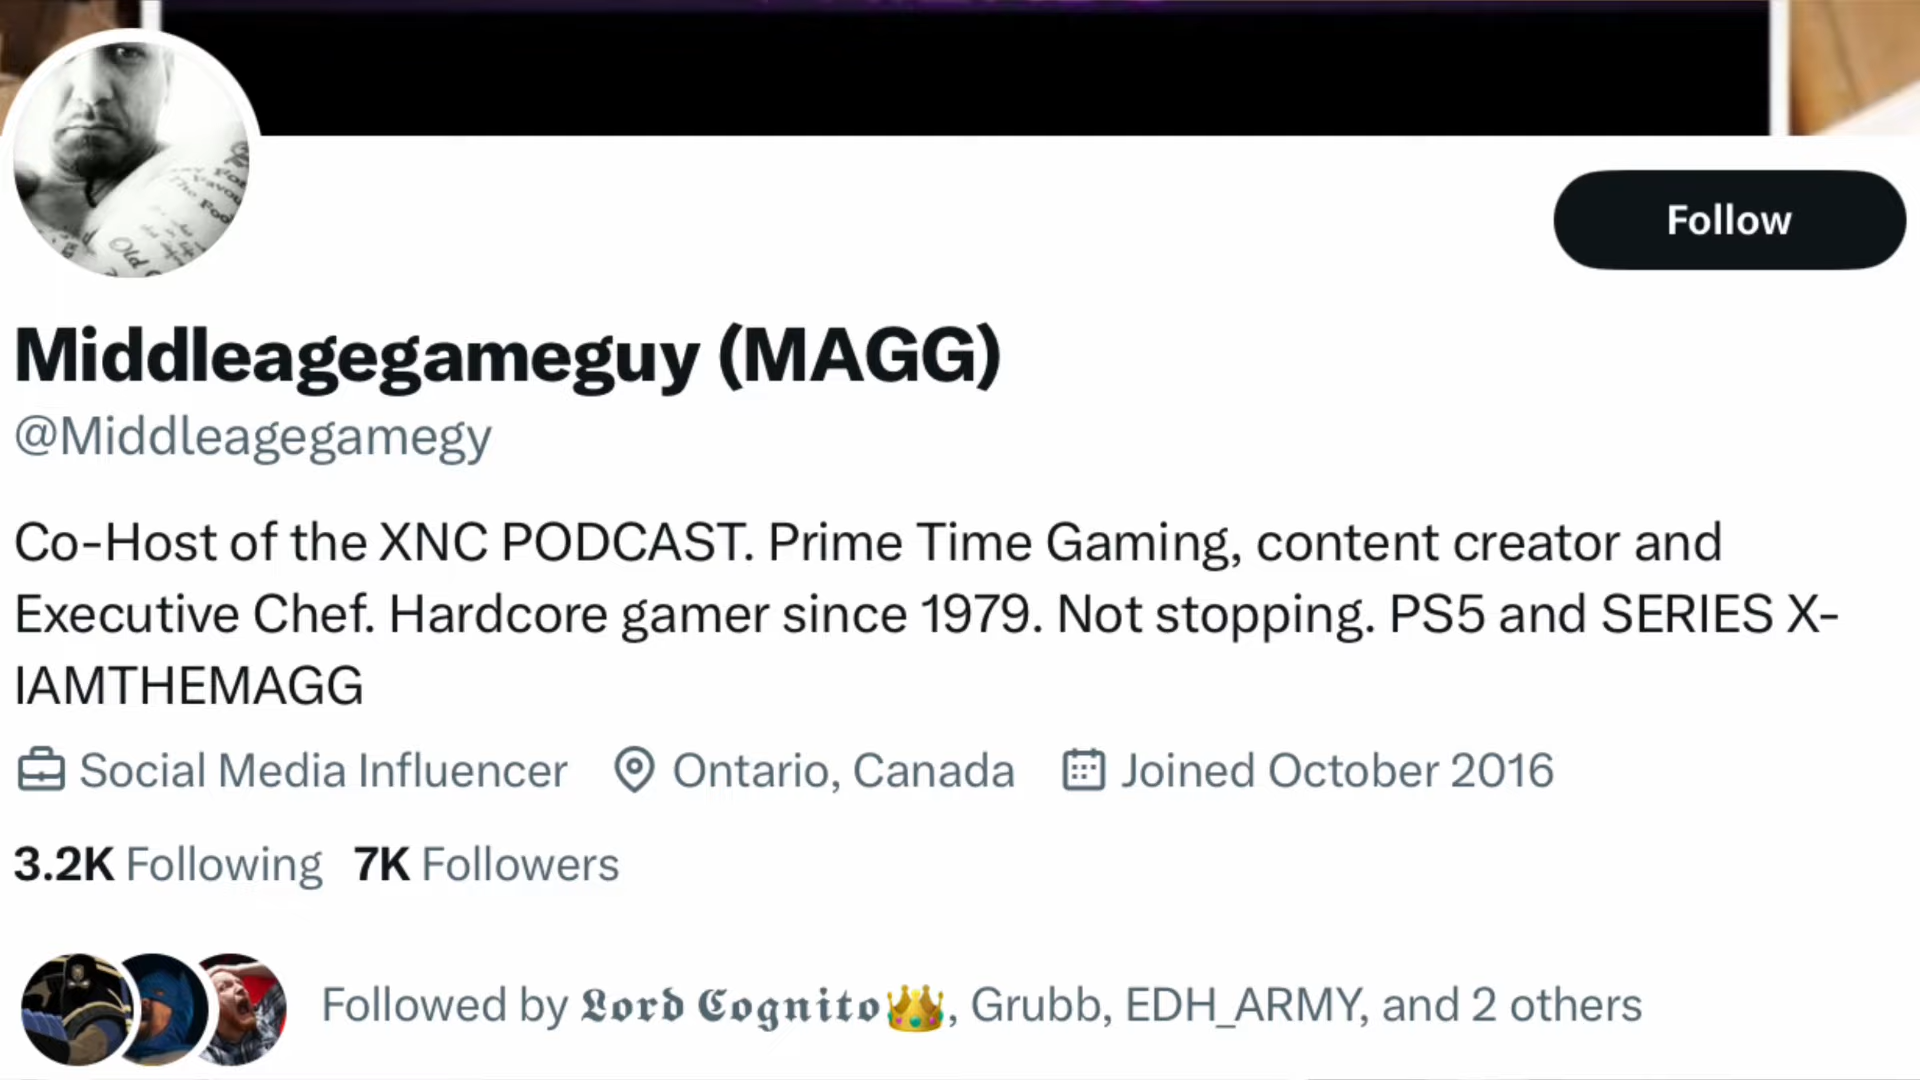 Follow
Middleagegameguy (MAGG)
@Middleagegamegy
Co-Host of the XNC PODCAST. Prime Time Gaming, content creator and
Executive Chef. Hardcore gamer since 1979. Not stopping. PS5 and SERIES X-
IAMTHEMAGG
Social Media Influencer Ontario, Canada Joined October 2016
3.2K Following 7K Followers
Followed by 𝕷𝖔𝖗𝖉 𝕮𝖔𝖌𝖓𝖎𝖙𝖔👑, Grubb, EDH_ARMY, and 2 others